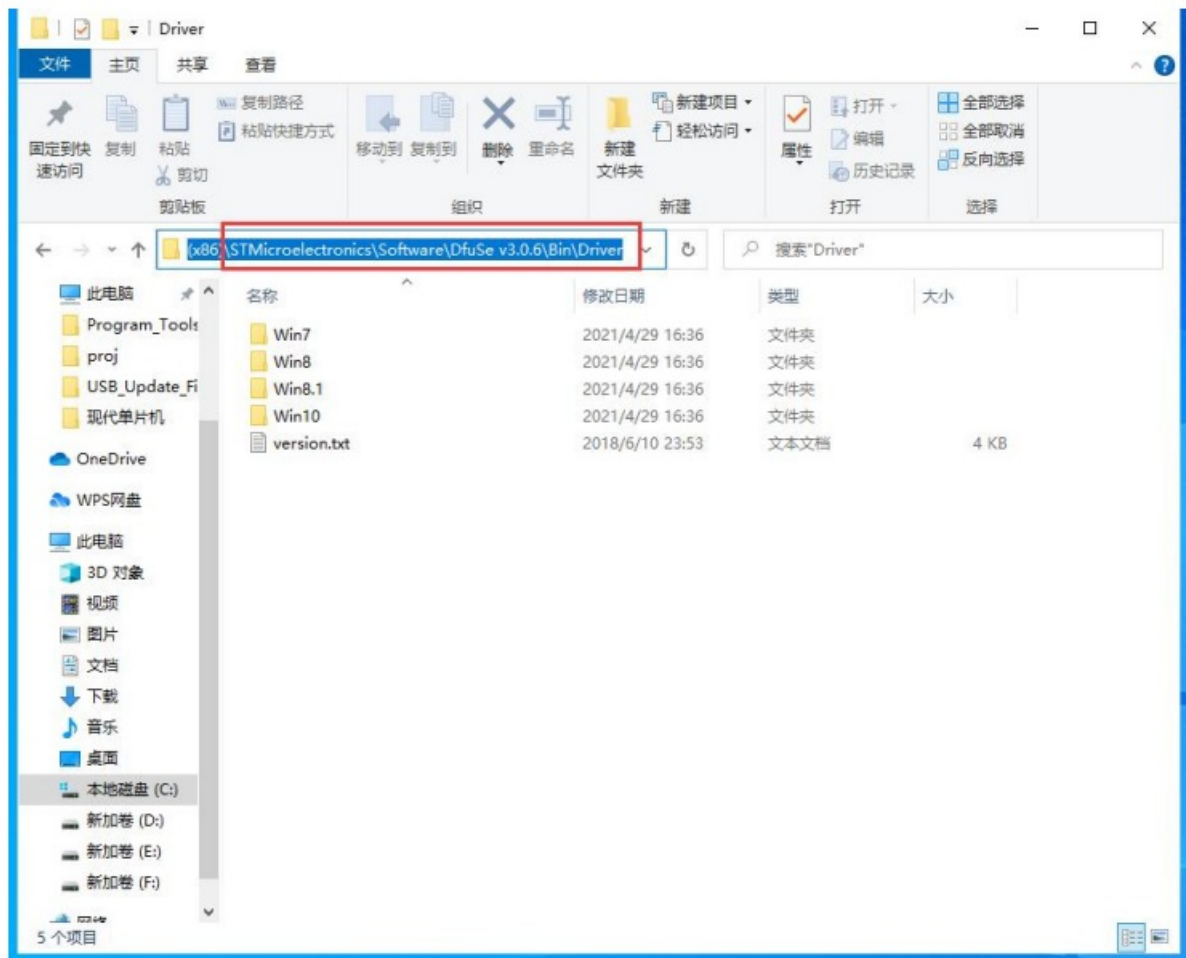 Driver
文件 主页 共享 查看
固定到快速访问
复制
粘贴
复制路径
粘贴快捷方式
剪切
剪贴板
移动到
复制到
删除
重命名
组织
新建文件夹
新建项目
轻松访问
新建
属性
打开
编辑
历史记录
打开
全部选择
全部取消
反向选择
选择
(x86)\STMicroelectronics\Software\DfuSe v3.0.6\Bin\Driver
搜索"Driver"
此电脑
Program_Tools
proj
USB_Update_Fi
现代单片机
OneDrive
WPS网盘
此电脑
3D 对象
视频
图片
文档
下载
音乐
桌面
本地磁盘 (C:)
新加卷 (D:)
新加卷 (E:)
新加卷 (F:)
名称 修改日期 类型 大小
Win7 2021/4/29 16:36 文件夹
Win8 2021/4/29 16:36 文件夹
Win8.1 2021/4/29 16:36 文件夹
Win10 2021/4/29 16:36 文件夹
version.txt 2018/6/10 23:53 文本文档 4 KB
5 个项目